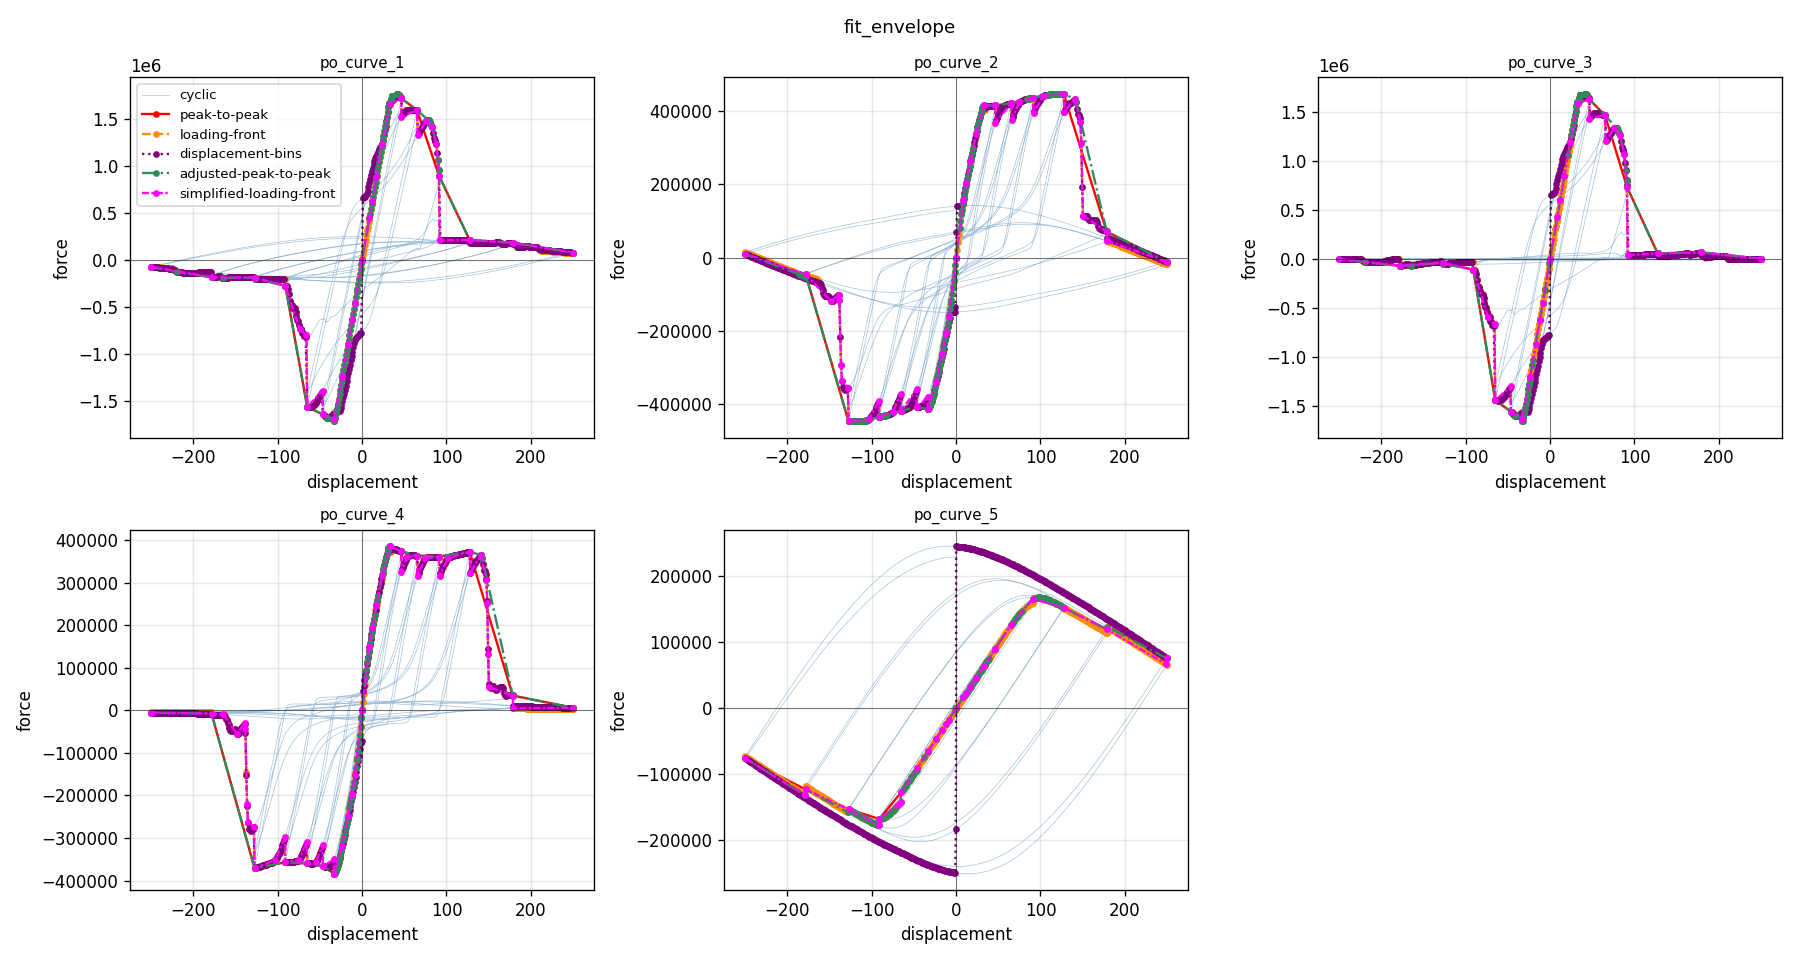 fit_envelope
po_curve_1
1e6
cyclic
peak-to-peak
loading-front
displacement-bins
adjusted-peak-to-peak
simplified-loading-front
1.5
1.0
0.5
0.0
−0.5
−1.0
−1.5
force
−200 −100 0 100 200
displacement
po_curve_2
400000
200000
0
−200000
−400000
force
−200 −100 0 100 200
displacement
po_curve_3
1e6
1.5
1.0
0.5
0.0
−0.5
−1.0
−1.5
force
−200 −100 0 100 200
displacement
po_curve_4
400000
300000
200000
100000
0
−100000
−200000
−300000
−400000
force
−200 −100 0 100 200
displacement
po_curve_5
200000
100000
0
−100000
−200000
force
−200 −100 0 100 200
displacement